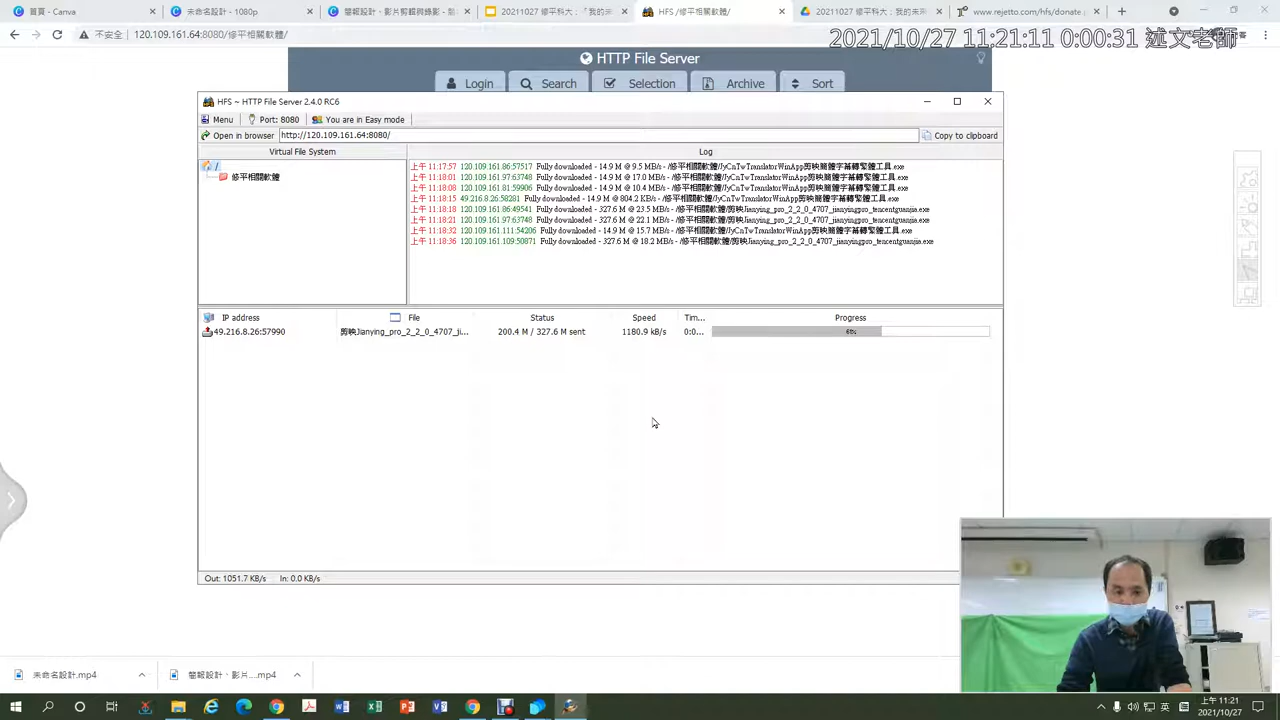 首頁 - Canva
未命名設計 - 1080p
簡報設計、影片剪輯與錄影 - 點
20211027 修平科大:「我的未
HFS /修平相關軟體/
20211027 修平科大: 我的未來
www.rejetto.com/hfs/donate.p
不安全
120.109.161.64:8080/修平相關軟體/
2021/10/27 11:21:11 0:00:31 述文老師
HTTP File Server
Login
Search
Selection
Archive
Sort
HFS ~ HTTP File Server 2.4.0 RC6
Menu
Port: 8080
You are in Easy mode
Open in browser
http://120.109.161.64:8080/
Copy to clipboard
Virtual File System
Log
/
修平相關軟體
上午 11:17:57 120.109.161.86:57517 Fully downloaded - 14.9 M @ 9.5 MB/s - /修平相關軟體/JyCnTwTranslatorWinApp剪映簡體字幕轉繁體工具.exe
上午 11:18:01 120.109.161.97:63748 Fully downloaded - 14.9 M @ 17.0 MB/s - /修平相關軟體/JyCnTwTranslatorWinApp剪映簡體字幕轉繁體工具.exe
上午 11:18:08 120.109.161.81:59906 Fully downloaded - 14.9 M @ 10.4 MB/s - /修平相關軟體/JyCnTwTranslatorWinApp剪映簡體字幕轉繁體工具.exe
上午 11:18:15 49.216.8.26:58201 Fully downloaded - 14.9 M @ 804.2 KB/s - /修平相關軟體/JyCnTwTranslatorWinApp剪映簡體字幕轉繁體工具.exe
上午 11:18:18 120.109.161.86:49541 Fully downloaded - 327.6 M @ 23.5 MB/s - /修平相關軟體/剪映Jianying_pro_2_2_0_4707_jianyingpro_tencentguanjia.exe
上午 11:18:21 120.109.161.97:63748 Fully downloaded - 327.6 M @ 22.1 MB/s - /修平相關軟體/剪映Jianying_pro_2_2_0_4707_jianyingpro_tencentguanjia.exe
上午 11:18:32 120.109.161.111:54206 Fully downloaded - 14.9 M @ 15.7 MB/s - /修平相關軟體/JyCnTwTranslatorWinApp剪映簡體字幕轉繁體工具.exe
上午 11:18:36 120.109.161.109:50871 Fully downloaded - 327.6 M @ 18.2 MB/s - /修平相關軟體/剪映Jianying_pro_2_2_0_4707_jianyingpro_tencentguanjia.exe
IP address
File
Status
Speed
Tim...
Progress
49.216.8.26:57990
剪映Jianying_pro_2_2_0_4707_ji...
200.4 M / 327.6 M sent
1180.9 kB/s
0:0...
Out: 1051.7 KB/s
In: 0.0 KB/s
未命名設計.mp4
簡報設計、影片....mp4
英
上午 11:21
2021/10/27